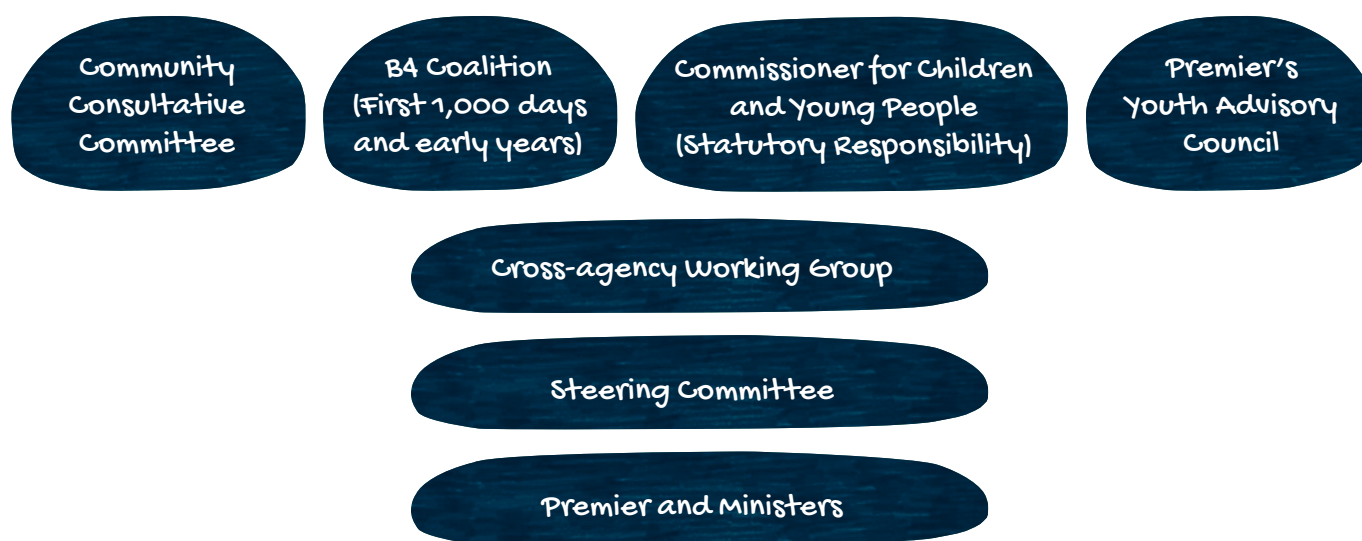 Community
Consultative
Committee
B4 Coalition
(First 1,000 days
and early years)
Commissioner for Children
and Young People
(Statutory Responsibility)
Premier's
Youth Advisory
Council
Cross-agency Working Group
Steering Committee
Premier and Ministers